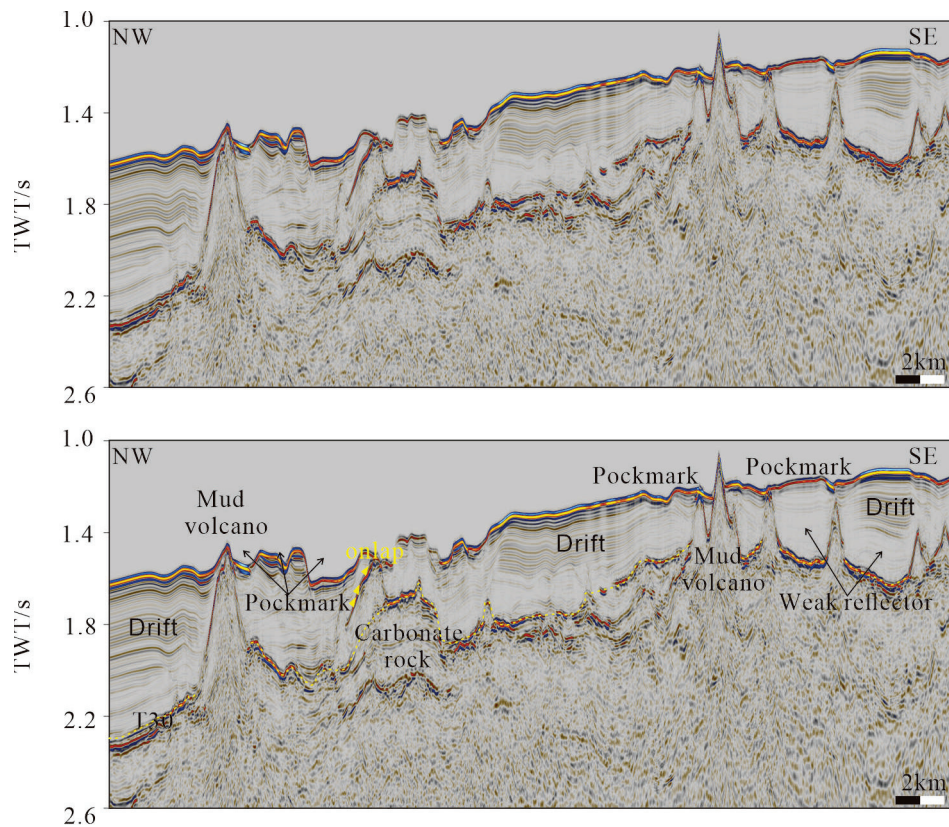 1.0
NW
SE
1.4
1.8
TWT/s
2.2
2km
2.6
1.0
NW
SE
Pockmark
Pockmark
Mud
volcano
1.4
onlap
Drift
Drift
Mud
volcano
Pockmark
Weak reflector
1.8
Drift
Carbonate
rock
TWT/s
2.2
T30
2km
2.6